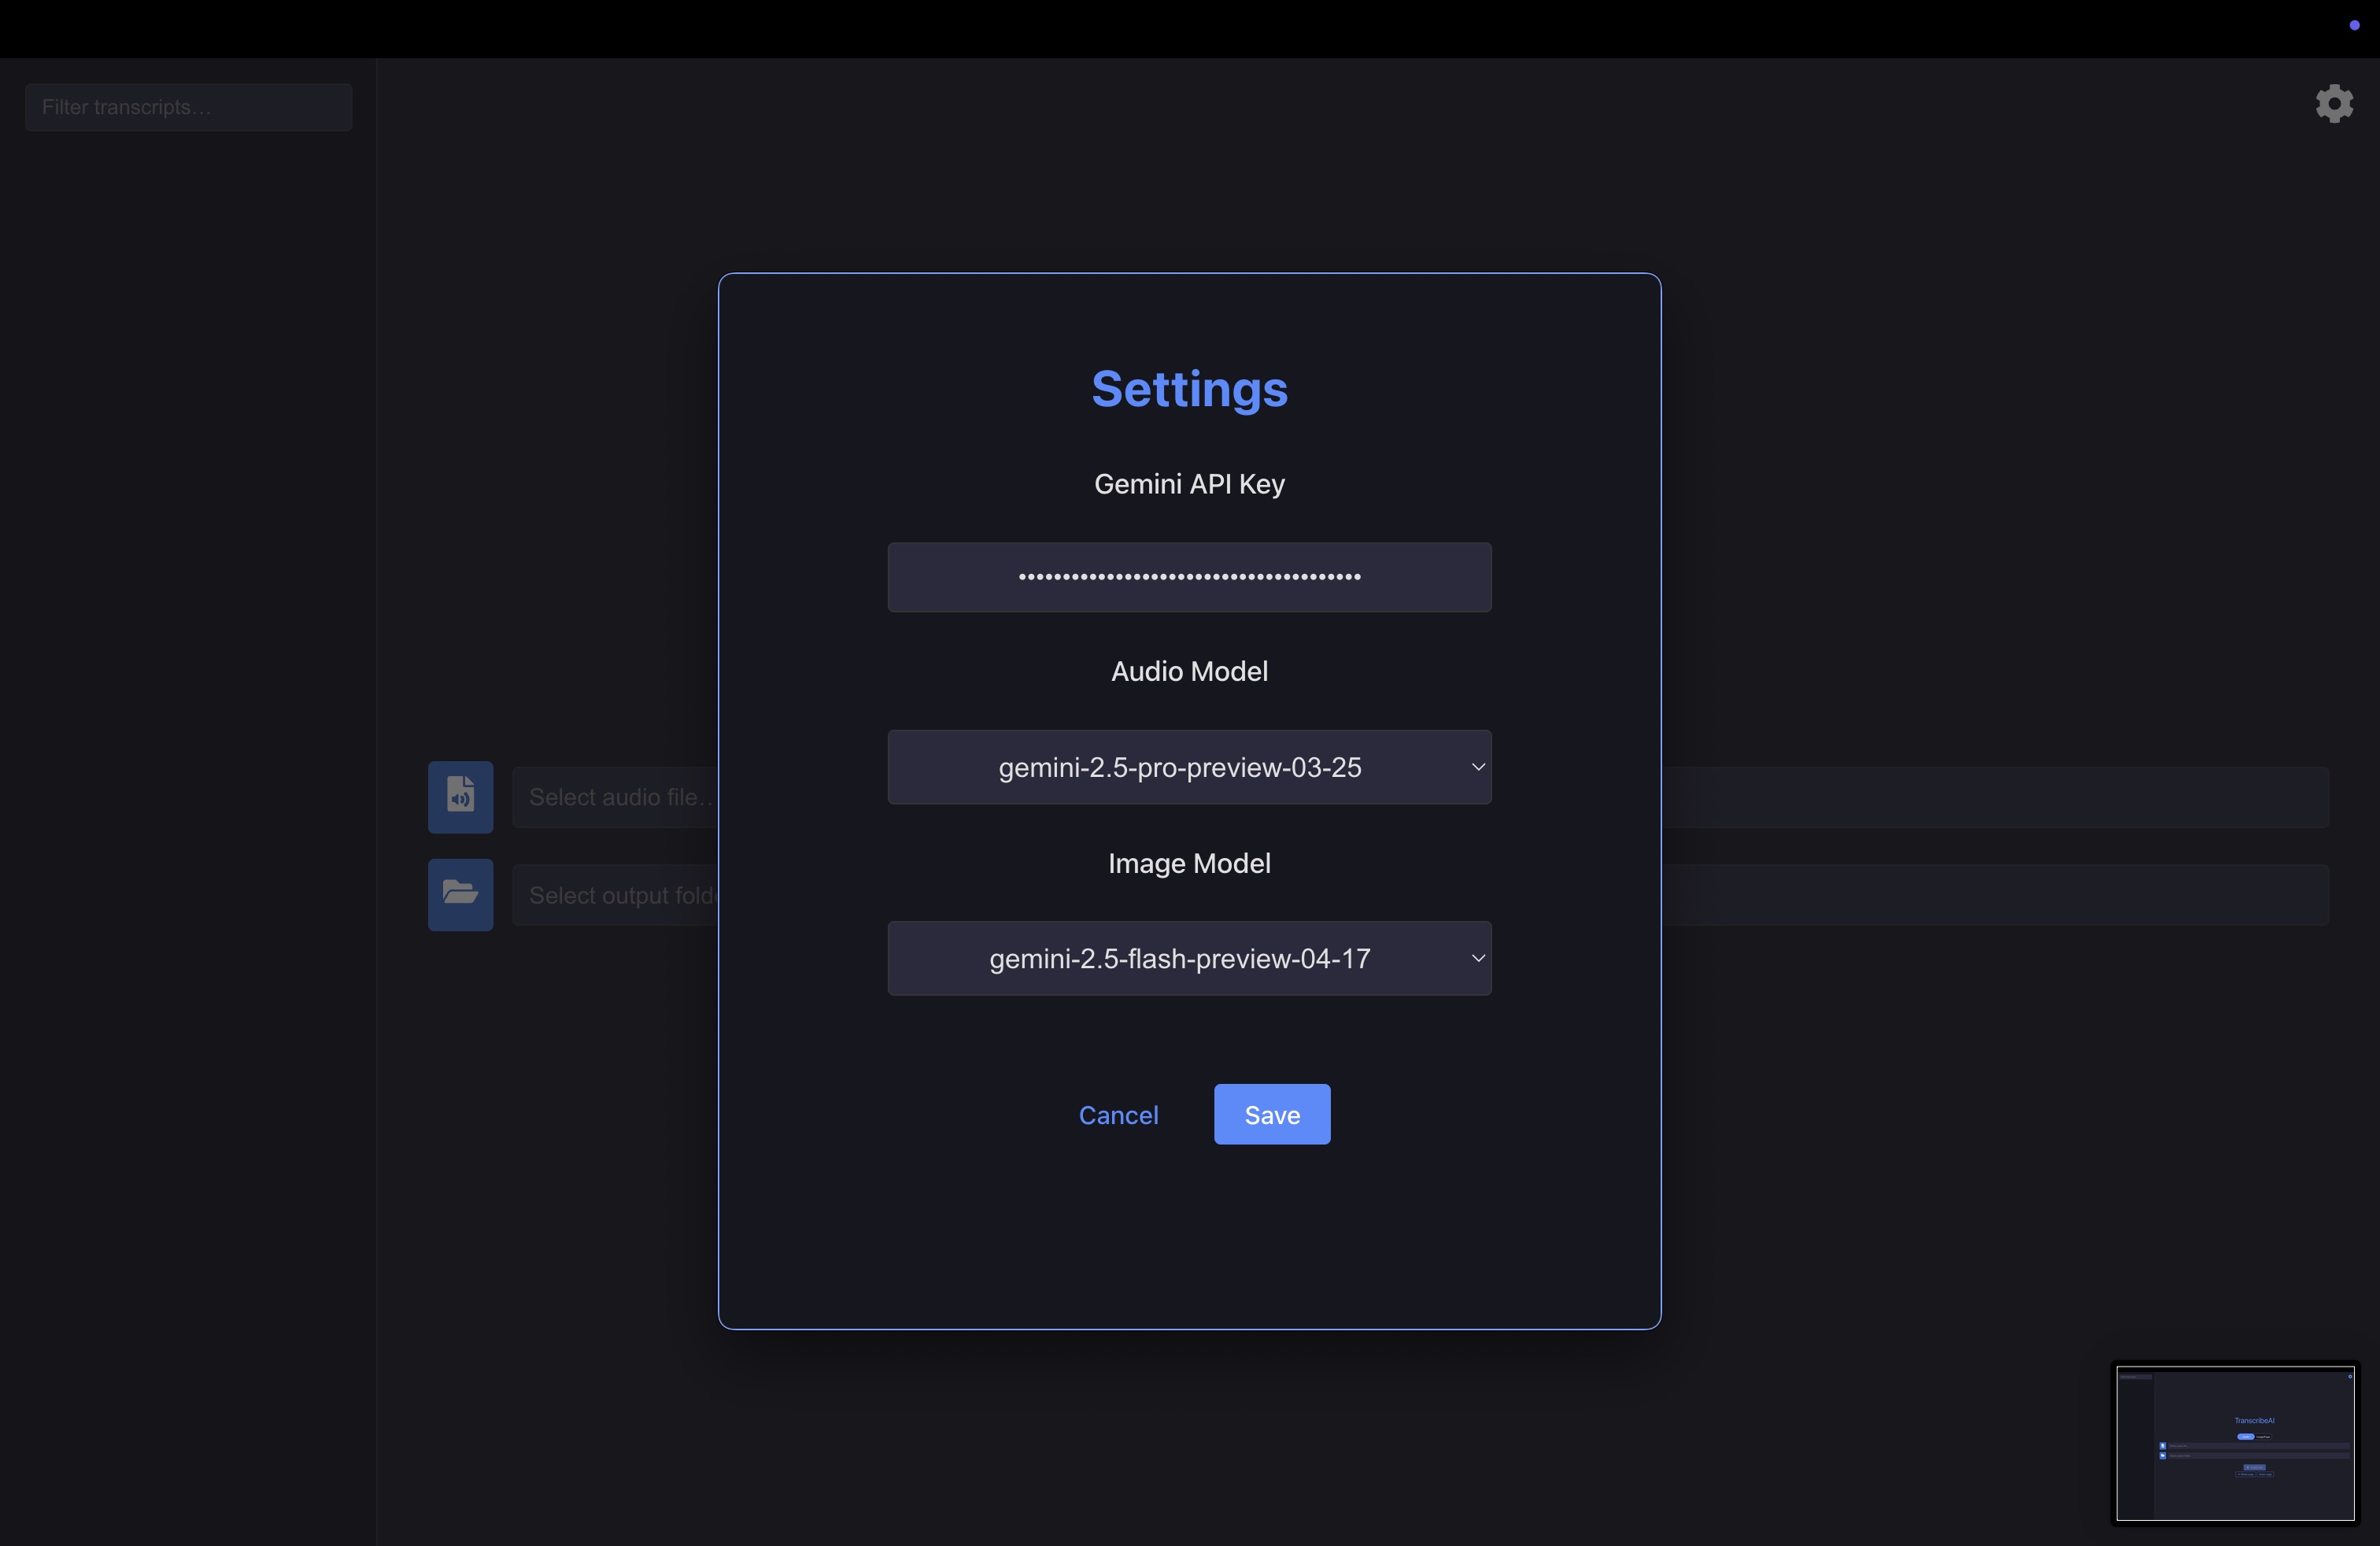 Filter transcripts...
Settings
Gemini API Key
••••••••••••••••••••••••••••••••••••••
Audio Model
gemini-2.5-pro-preview-03-25
Select audio file...
Image Model
Select output
gemini-2.5-flash-preview-04-17
Cancel
Save
TranscribeAI